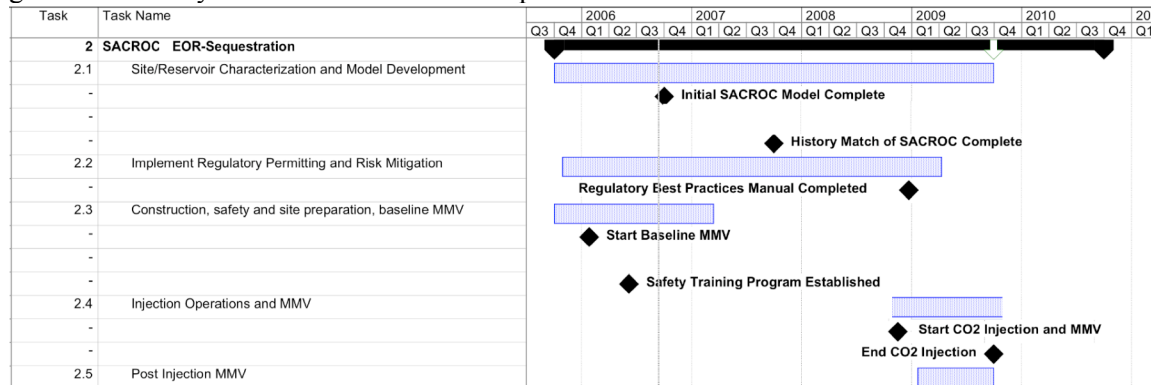 Task Task Name 2006 2007 2008 2009 2010 20
Q3 Q4 Q1 Q2 Q3 Q4 Q1 Q2 Q3 Q4 Q1 Q2 Q3 Q4 Q1 Q2 Q3 Q4 Q1 Q2 Q3 Q4 Q1
2 SACROC EOR-Sequestration
2.1 Site/Reservoir Characterization and Model Development
- Initial SACROC Model Complete
-
- History Match of SACROC Complete
2.2 Implement Regulatory Permitting and Risk Mitigation
- Regulatory Best Practices Manual Completed
2.3 Construction, safety and site preparation, baseline MMV
- Start Baseline MMV
-
- Safety Training Program Established
2.4 Injection Operations and MMV
- Start CO2 Injection and MMV
- End CO2 Injection
2.5 Post Injection MMV